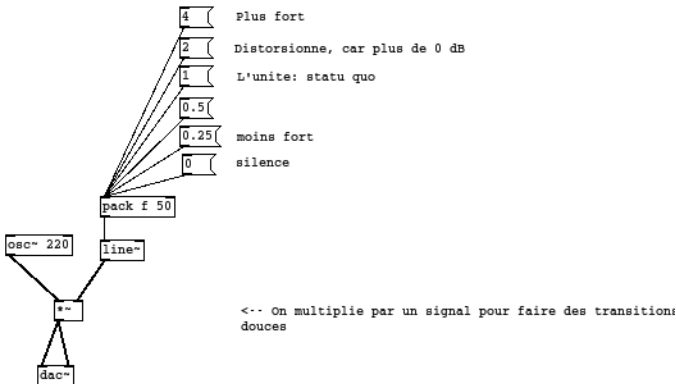 4 Plus fort
2 Distorsionne, car plus de 0 dB
1 L'unite: statu quo
0.5
0.25 moins fort
0 silence
pack f 50
osc~ 220 line~
*~ <-- On multiplie par un signal pour faire des transitions
douces
dac~